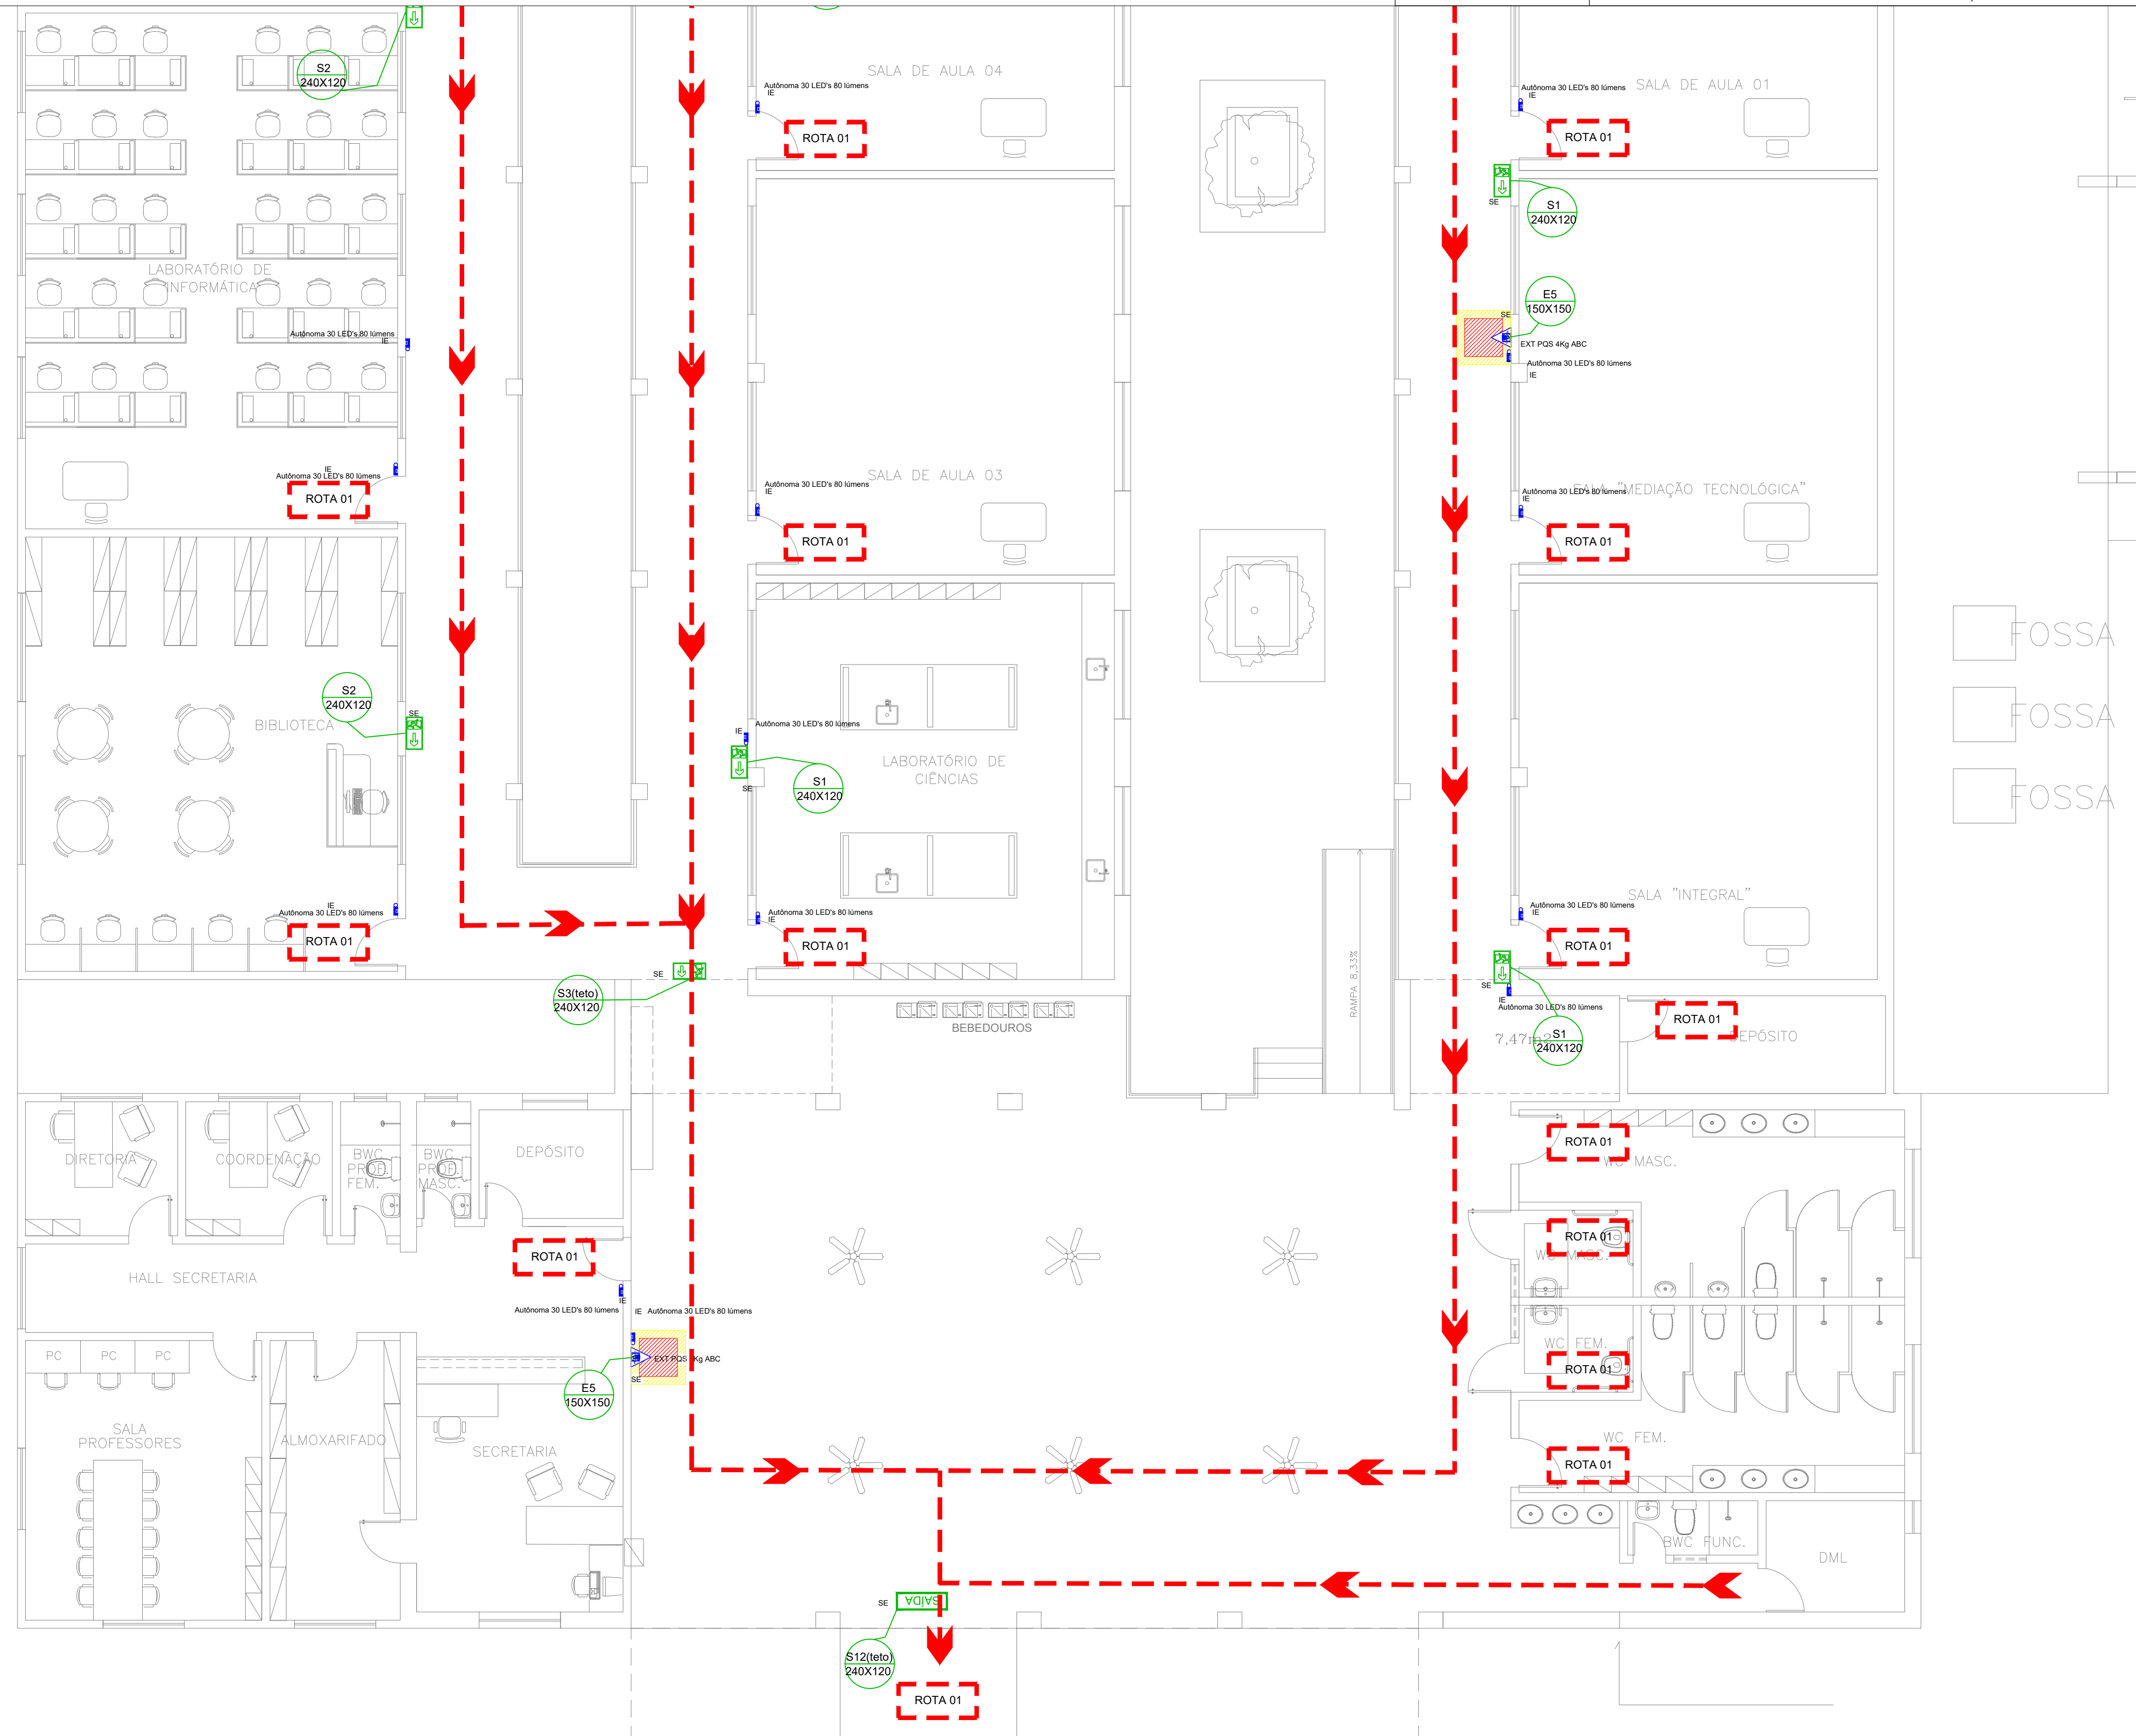 S2
240X120
SALA DE AULA 04
Autônoma 30 LED's 80 lúmens
IE
ROTA 01
SALA DE AULA 01
Autônoma 30 LED's 80 lúmens
IE
ROTA 01
SE
S1
240X120
LABORATÓRIO DE
INFORMÁTICA
Autônoma 30 LED's 80 lúmens
IE
E5
150X150
SE
EXT PQS 4Kg ABC
Autônoma 30 LED's 80 lúmens
IE
IE
Autônoma 30 LED's 80 lúmens
ROTA 01
SALA DE AULA 03
Autônoma 30 LED's 80 lúmens
IE
ROTA 01
SALA "MEDIAÇÃO TECNOLÓGICA"
Autônoma 30 LED's 80 lúmens
IE
ROTA 01
FOSSA
FOSSA
FOSSA
S2
240X120
SE
BIBLIOTECA
IE
Autônoma 30 LED's 80 lúmens
SE
S1
240X120
LABORATÓRIO DE
CIÊNCIAS
IE
Autônoma 30 LED's 80 lúmens
ROTA 01
Autônoma 30 LED's 80 lúmens
IE
ROTA 01
SALA "INTEGRAL"
Autônoma 30 LED's 80 lúmens
IE
ROTA 01
SE
S3(teto)
240X120
BEBEDOUROS
RAMPA 8,33%
SE
IE
Autônoma 30 LED's 80 lúmens
S1
240X120
7,47m2
ROTA 01
DEPÓSITO
DIRETORIA
COORDENAÇÃO
BWC
PROF.
FEM.
BWC
PROF.
MASC.
DEPÓSITO
ROTA 01
WC MASC.
ROTA 01
WC MASC.
ROTA 01
HALL SECRETARIA
IE
Autônoma 30 LED's 80 lúmens
IE Autônoma 30 LED's 80 lúmens
EXT PQS Kg ABC
SE
E5
150X150
WC FEM.
ROTA 01
WC FEM.
ROTA 01
PC
PC
PC
SALA
PROFESSORES
ALMOXARIFADO
SECRETARIA
BWC FUNC.
DML
SE
SAÍDA
S12(teto)
240X120
ROTA 01